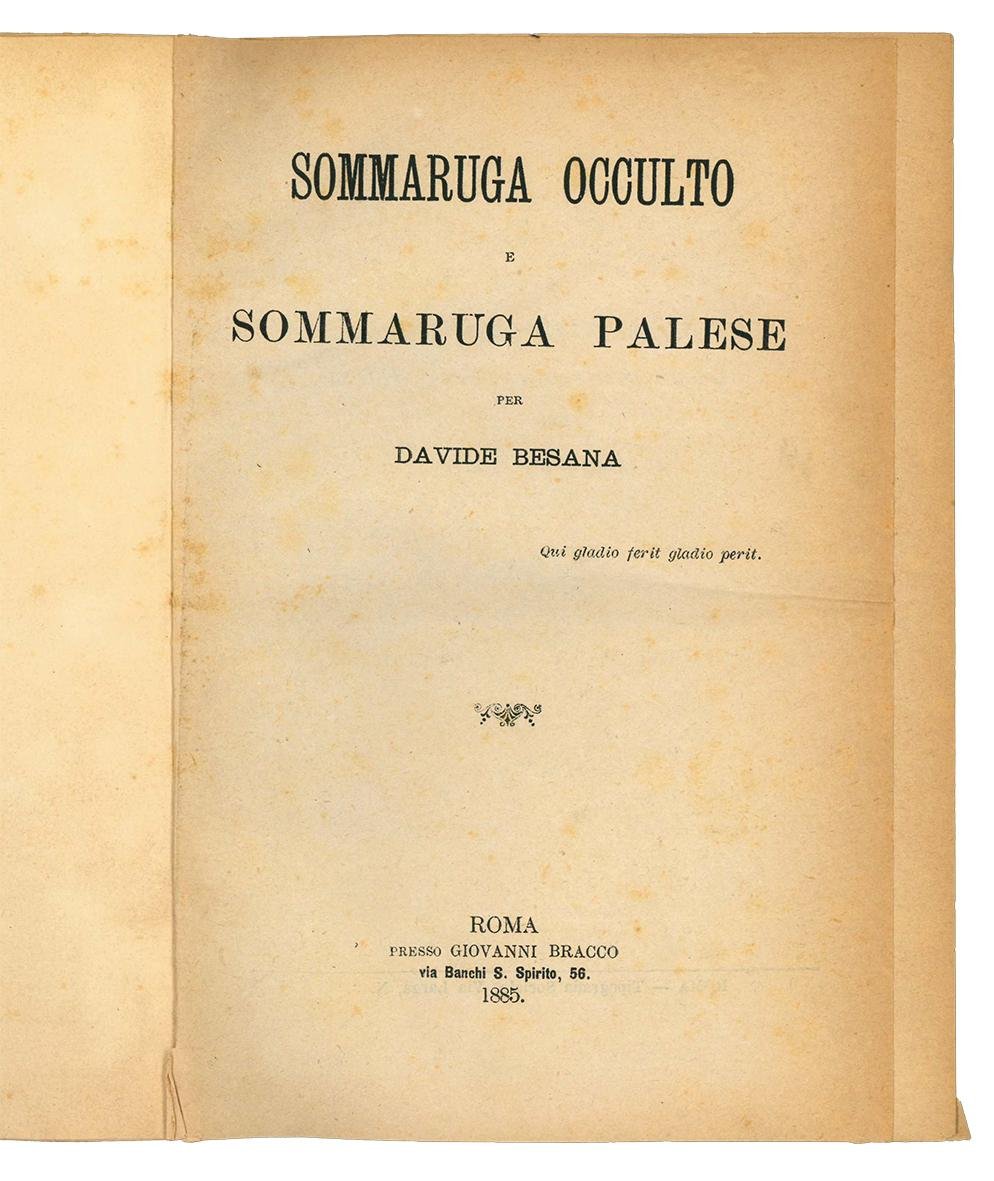 SOMMARUGA OCCULTO
E
SOMMARUGA PALESE
PER
DAVIDE BESANA
Qui gladio ferit gladio perit.
ROMA
PRESSO GIOVANNI BRACCO
via Banchi S. Spirito, 56.
1885.